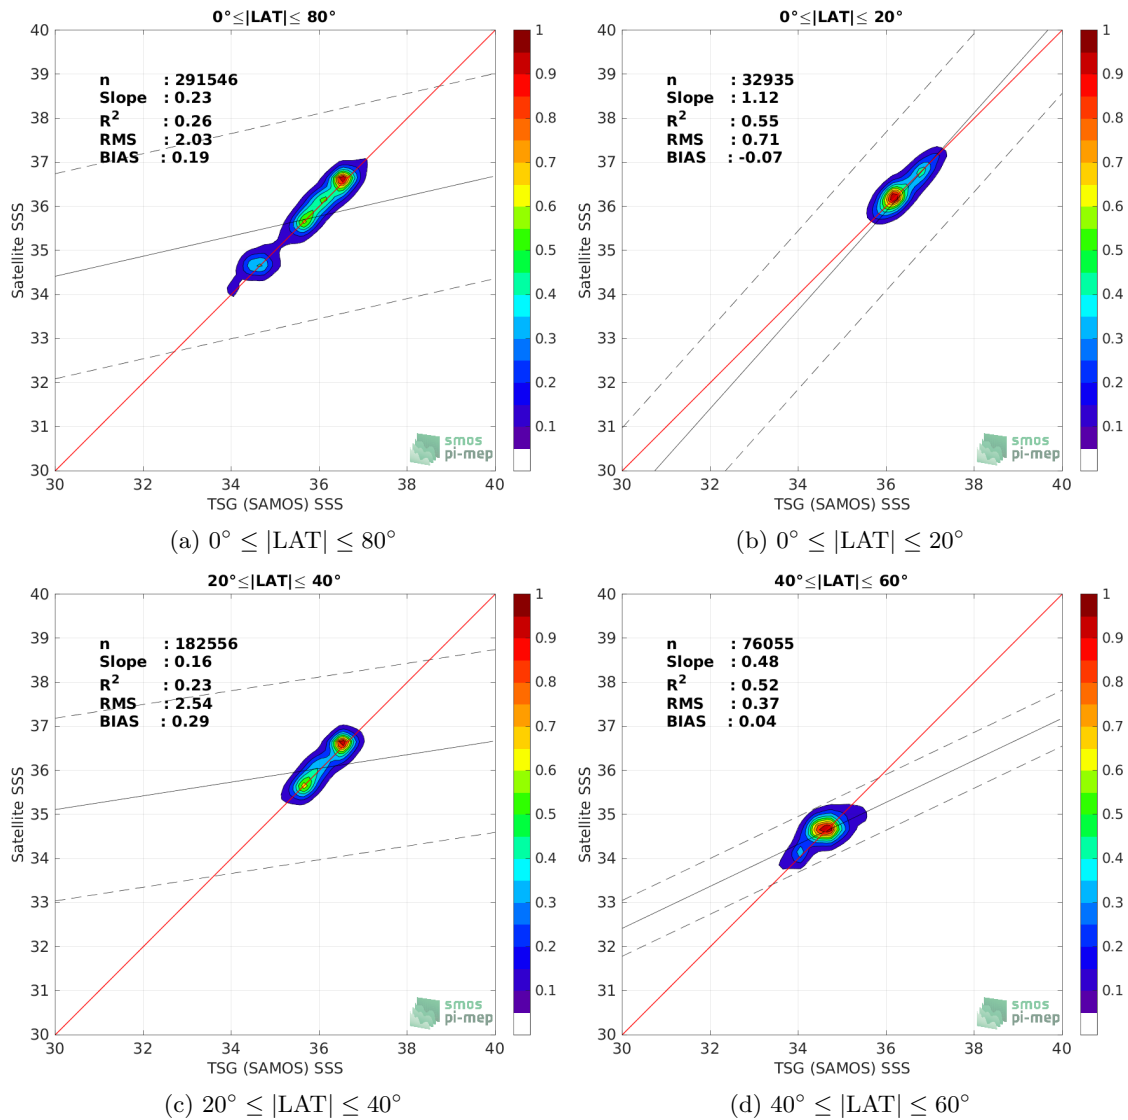 0°≤|LAT|≤ 80°
n : 291546
Slope : 0.23
R² : 0.26
RMS : 2.03
BIAS : 0.19
Satellite SSS
40
39
38
37
36
35
34
33
32
31
30
30 32 34 36 38 40
TSG (SAMOS) SSS
1
0.9
0.8
0.7
0.6
0.5
0.4
0.3
0.2
0.1
smos
pi-mep
(a) 0° ≤ |LAT| ≤ 80°
0°≤|LAT|≤ 20°
n : 32935
Slope : 1.12
R² : 0.55
RMS : 0.71
BIAS : -0.07
Satellite SSS
40
39
38
37
36
35
34
33
32
31
30
30 32 34 36 38 40
TSG (SAMOS) SSS
1
0.9
0.8
0.7
0.6
0.5
0.4
0.3
0.2
0.1
smos
pi-mep
(b) 0° ≤ |LAT| ≤ 20°
20°≤|LAT|≤ 40°
n : 182556
Slope : 0.16
R² : 0.23
RMS : 2.54
BIAS : 0.29
Satellite SSS
40
39
38
37
36
35
34
33
32
31
30
30 32 34 36 38 40
TSG (SAMOS) SSS
1
0.9
0.8
0.7
0.6
0.5
0.4
0.3
0.2
0.1
smos
pi-mep
(c) 20° ≤ |LAT| ≤ 40°
40°≤|LAT|≤ 60°
n : 76055
Slope : 0.48
R² : 0.52
RMS : 0.37
BIAS : 0.04
Satellite SSS
40
39
38
37
36
35
34
33
32
31
30
30 32 34 36 38 40
TSG (SAMOS) SSS
1
0.9
0.8
0.7
0.6
0.5
0.4
0.3
0.2
0.1
smos
pi-mep
(d) 40° ≤ |LAT| ≤ 60°